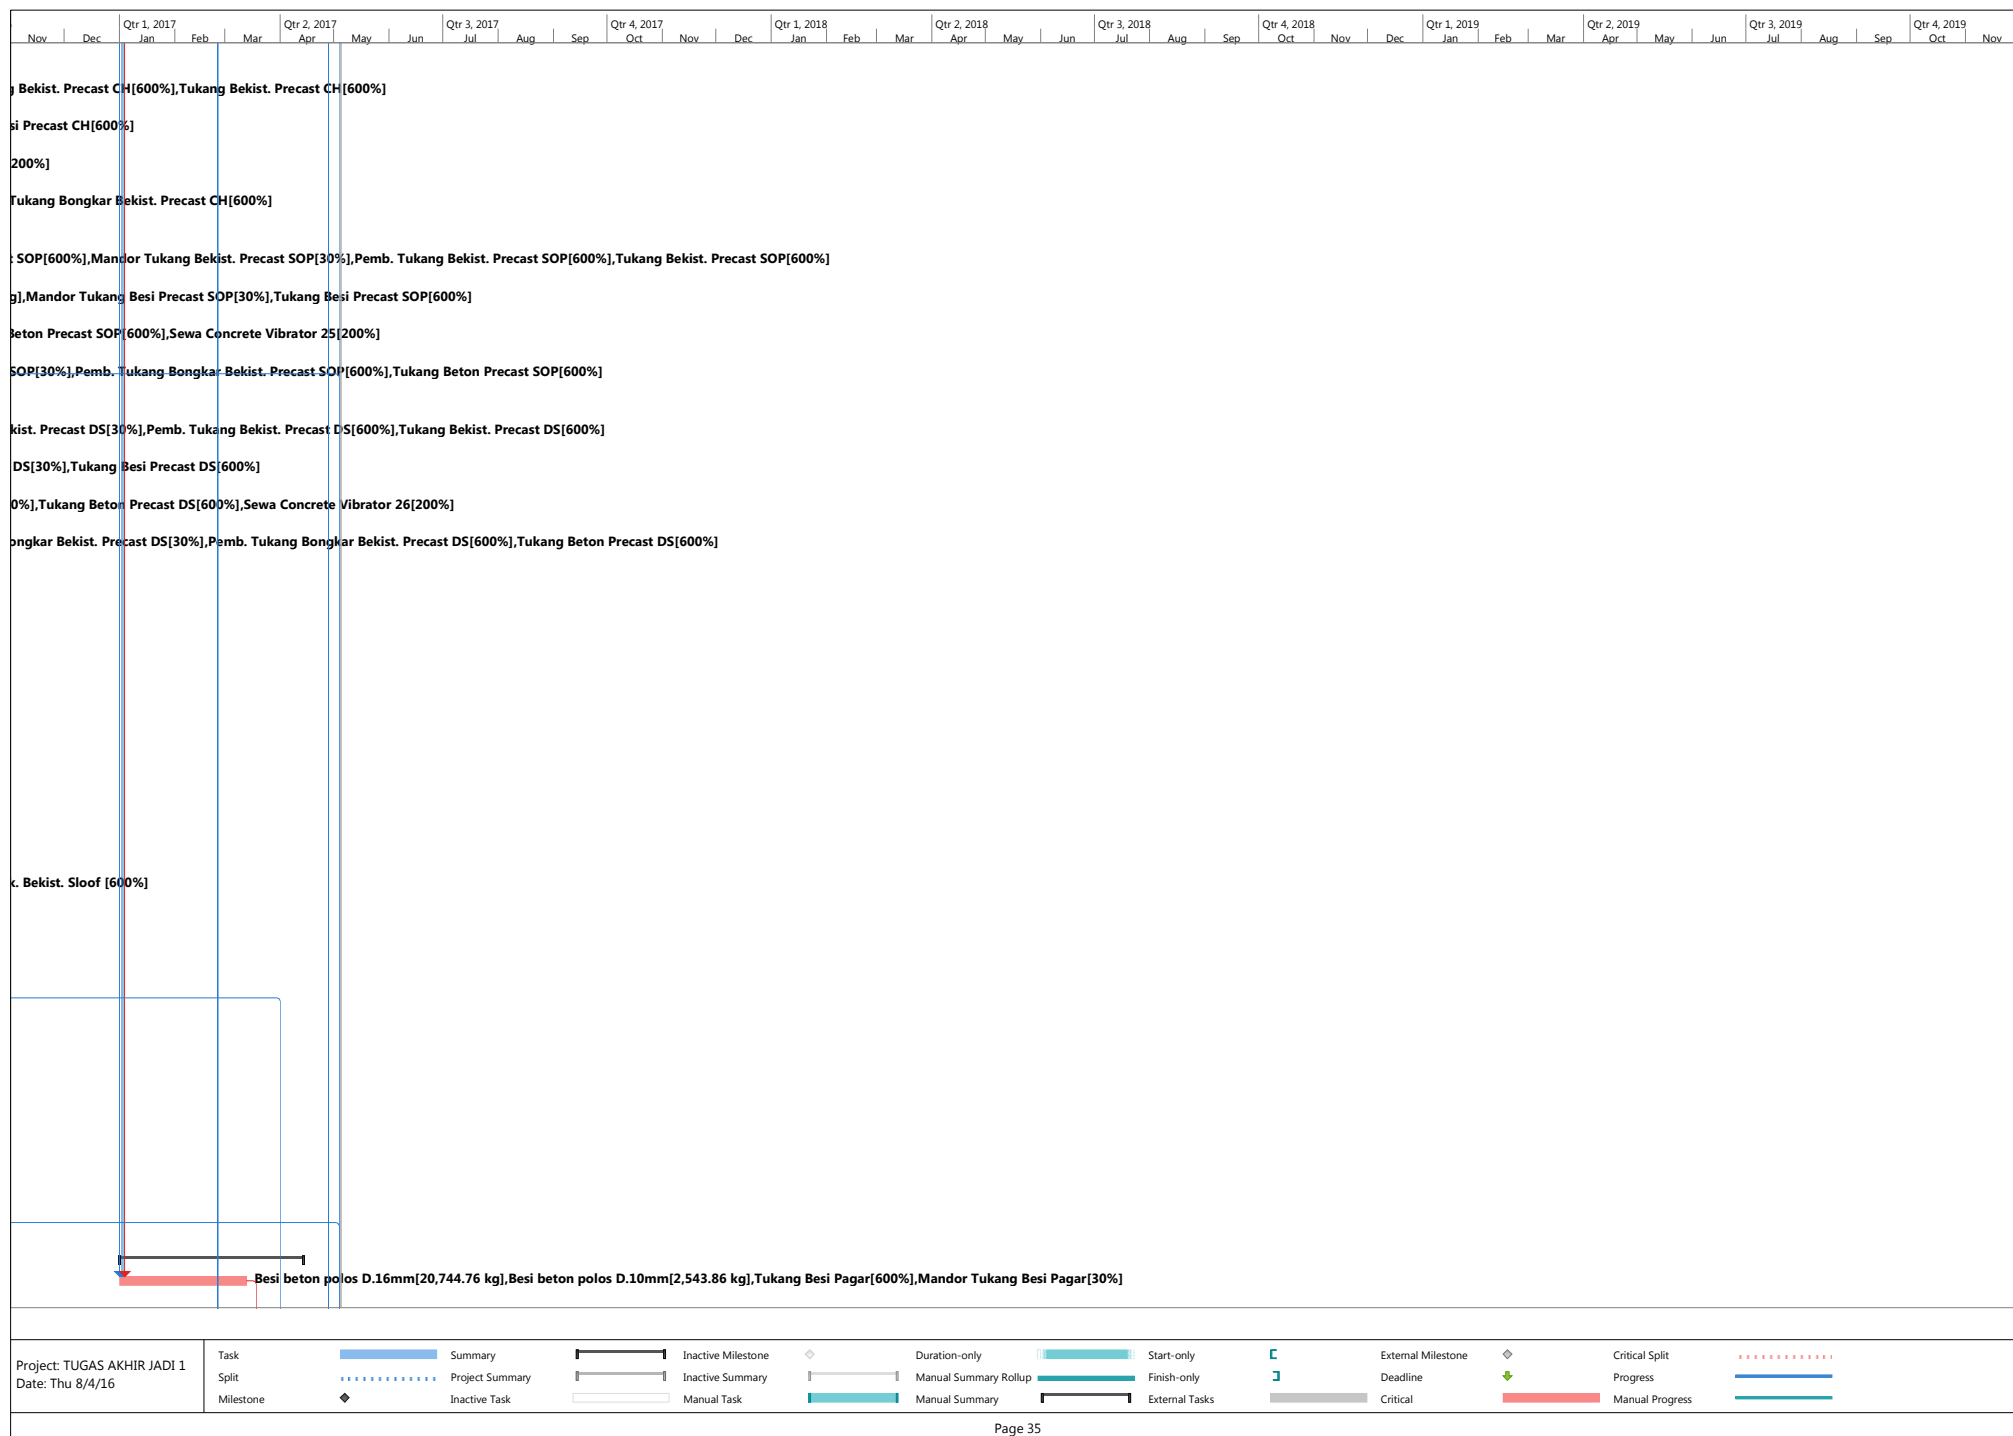 Qtr 1, 2017 Qtr 2, 2017 Qtr 3, 2017 Qtr 4, 2017 Qtr 1, 2018 Qtr 2, 2018 Qtr 3, 2018 Qtr 4, 2018 Qtr 1, 2019 Qtr 2, 2019 Qtr 3, 2019 Qtr 4, 2019
Nov Dec Jan Feb Mar Apr May Jun Jul Aug Sep Oct Nov Dec Jan Feb Mar Apr May Jun Jul Aug Sep Oct Nov Dec Jan Feb Mar Apr May Jun Jul Aug Sep Oct Nov
g Bekist. Precast CH[600%],Tukang Bekist. Precast CH[600%]
si Precast CH[600%]
200%]
Tukang Bongkar Bekist. Precast CH[600%]
t SOP[600%],Mandor Tukang Bekist. Precast SOP[30%],Pemb. Tukang Bekist. Precast SOP[600%],Tukang Bekist. Precast SOP[600%]
g],Mandor Tukang Besi Precast SOP[30%],Tukang Besi Precast SOP[600%]
Beton Precast SOP[600%],Sewa Concrete Vibrator 25[200%]
SOP[30%],Pemb. Tukang Bongkar Bekist. Precast SOP[600%],Tukang Beton Precast SOP[600%]
kist. Precast DS[30%],Pemb. Tukang Bekist. Precast DS[600%],Tukang Bekist. Precast DS[600%]
DS[30%],Tukang Besi Precast DS[600%]
0%],Tukang Beton Precast DS[600%],Sewa Concrete Vibrator 26[200%]
ongkar Bekist. Precast DS[30%],Pemb. Tukang Bongkar Bekist. Precast DS[600%],Tukang Beton Precast DS[600%]
k. Bekist. Sloof [600%]
Besi beton polos D.16mm[20,744.76 kg],Besi beton polos D.10mm[2,543.86 kg],Tukang Besi Pagar[600%],Mandor Tukang Besi Pagar[30%]
Project: TUGAS AKHIR JADI 1
Date: Thu 8/4/16
Task Summary Inactive Milestone Duration-only Start-only External Milestone Critical Split
Split Project Summary Inactive Summary Manual Summary Rollup Finish-only Deadline Progress
Milestone Inactive Task Manual Task Manual Summary External Tasks Critical Manual Progress
Page 35